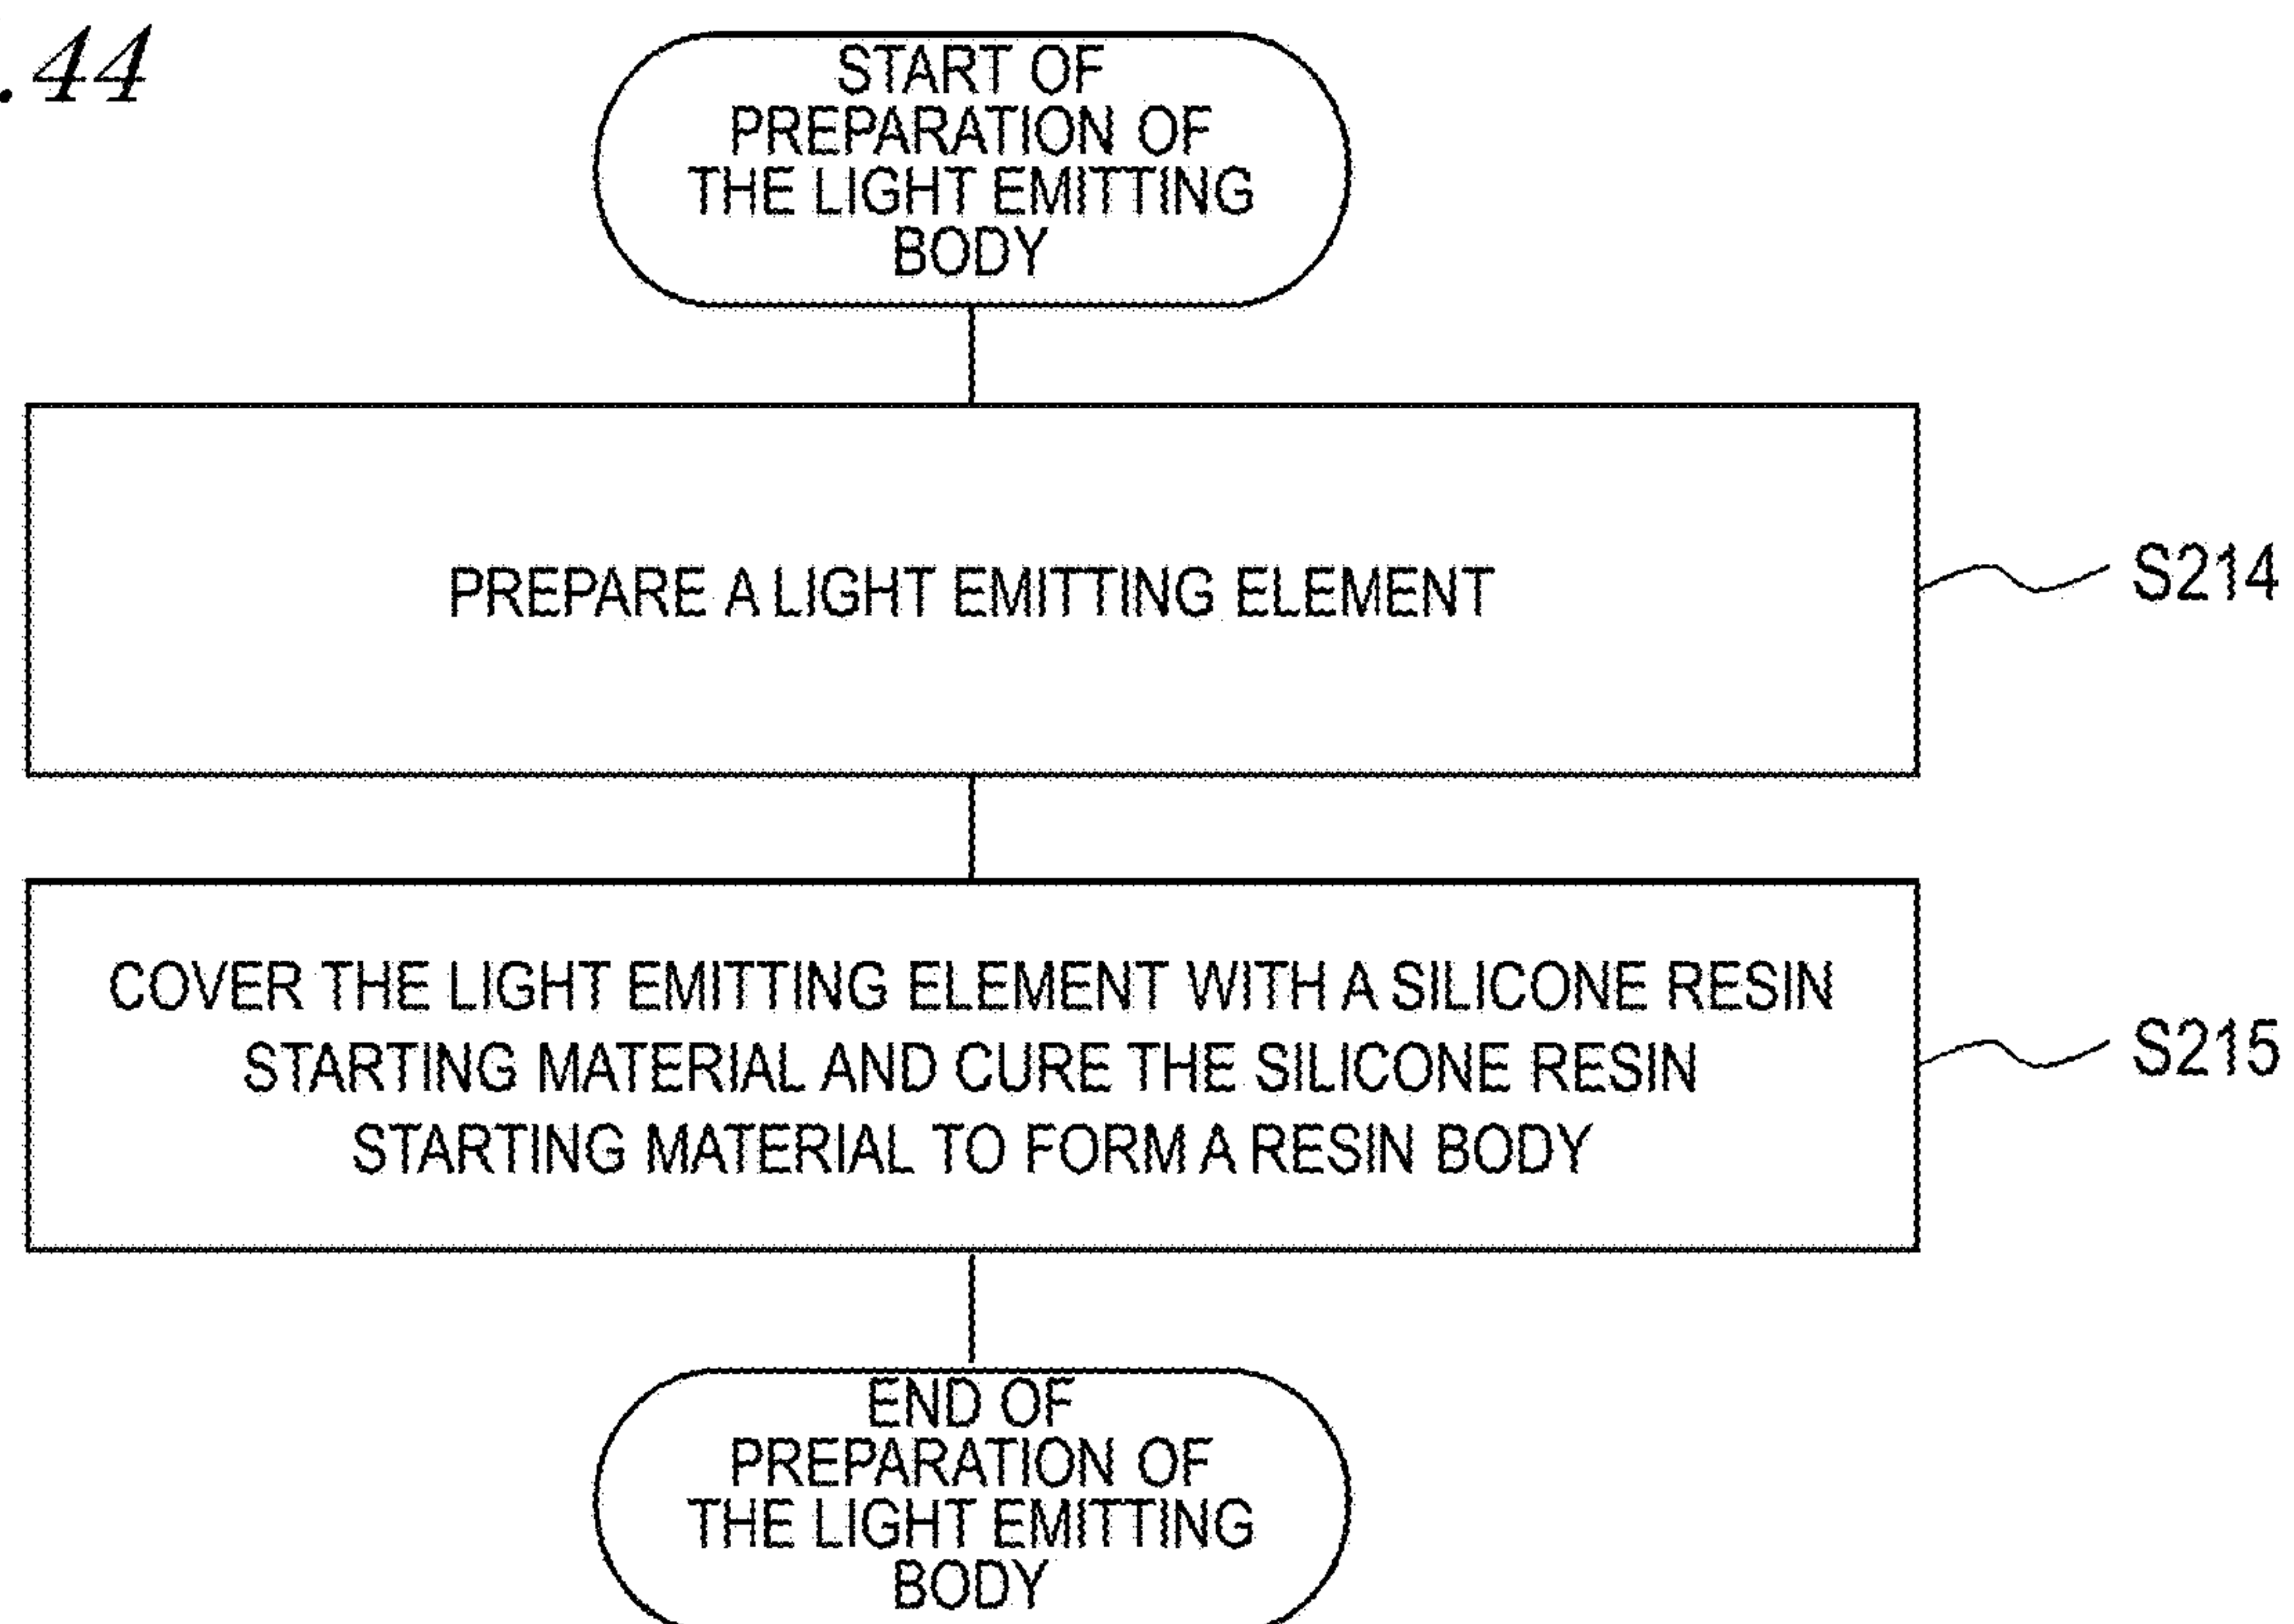 .44
START OF
PREPARATION OF
THE LIGHT EMITTING
BODY
PREPARE A LIGHT EMITTING ELEMENT
S214
COVER THE LIGHT EMITTING ELEMENT WITH A SILICONE RESIN
STARTING MATERIAL AND CURE THE SILICONE RESIN
STARTING MATERIAL TO FORM A RESIN BODY
S215
END OF
PREPARATION OF
THE LIGHT EMITTING
BODY